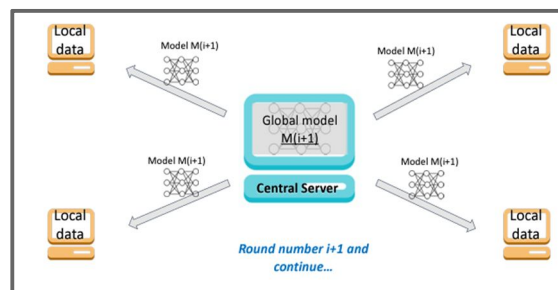 Local
data
Model M(i+1)
Model M(i+1)
Local
data
Global model
M(i+1)
Model M(i+1)
Model M(i+1)
Central Server
Local
data
Local
data
Round number i+1 and
continue…